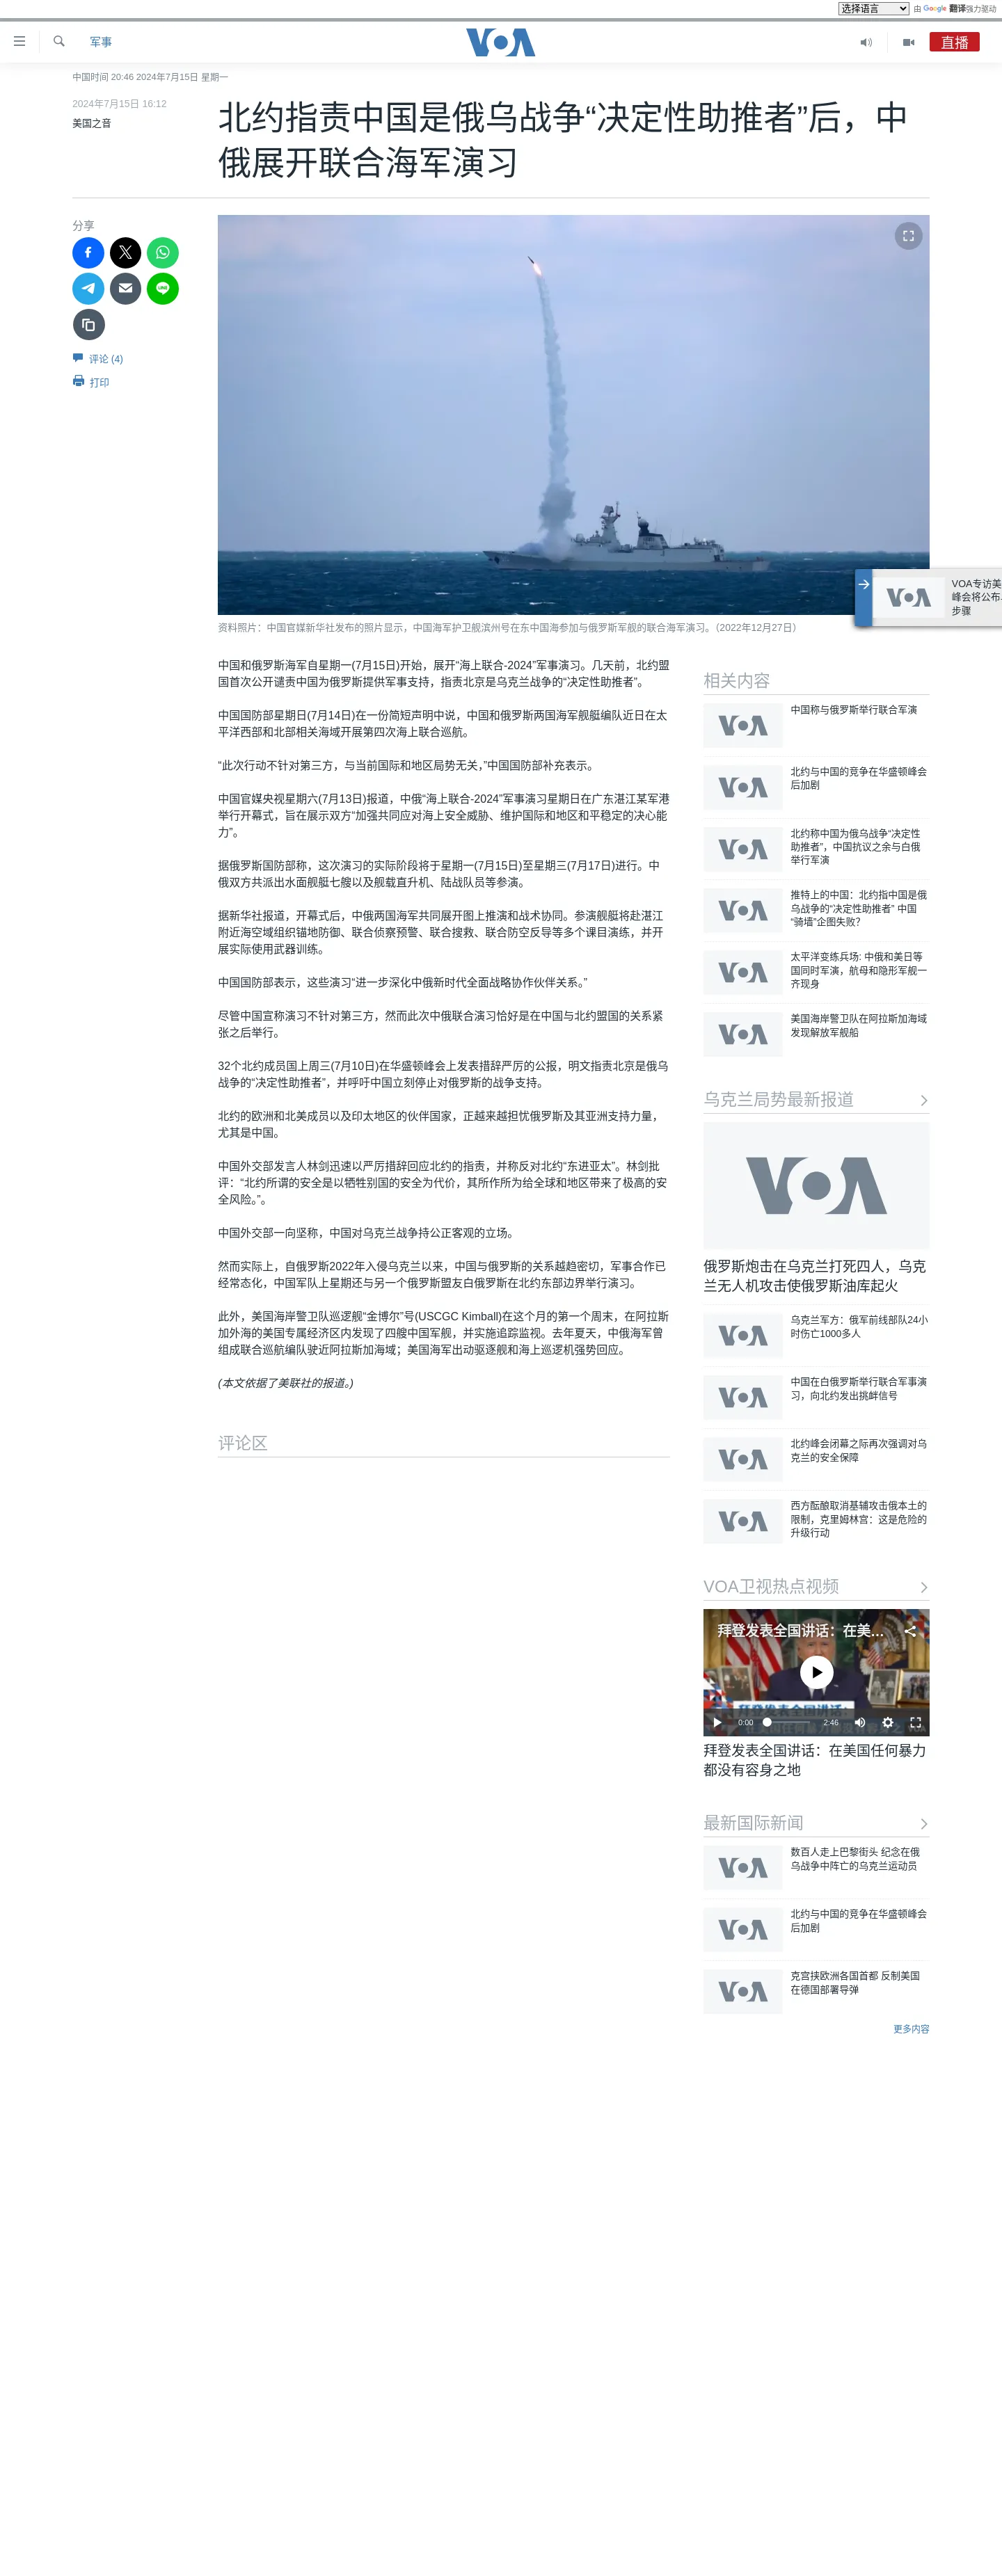 选择语言
由 Google 翻译强力驱动
军事
VOA
直播
中国时间 20:46 2024年7月15日 星期一
2024年7月15日 16:12
美国之音
北约指责中国是俄乌战争“决定性助推者”后，中
俄展开联合海军演习
分享
LINE
评论 (4)
打印
VOA
VOA专访美
峰会将公布
步骤
资料照片：中国官媒新华社发布的照片显示，中国海军护卫舰滨州号在东中国海参加与俄罗斯军舰的联合海军演习。（2022年12月27日）
中国和俄罗斯海军自星期一(7月15日)开始，展开“海上联合-2024”军事演习。几天前，北约盟
国首次公开谴责中国为俄罗斯提供军事支持，指责北京是乌克兰战争的“决定性助推者”。
中国国防部星期日(7月14日)在一份简短声明中说，中国和俄罗斯两国海军舰艇编队近日在太
平洋西部和北部相关海域开展第四次海上联合巡航。
“此次行动不针对第三方，与当前国际和地区局势无关，”中国国防部补充表示。
中国官媒央视星期六(7月13日)报道，中俄“海上联合-2024”军事演习星期日在广东湛江某军港
举行开幕式，旨在展示双方“加强共同应对海上安全威胁、维护国际和地区和平稳定的决心能
力”。
据俄罗斯国防部称，这次演习的实际阶段将于星期一(7月15日)至星期三(7月17日)进行。中
俄双方共派出水面舰艇七艘以及舰载直升机、陆战队员等参演。
据新华社报道，开幕式后，中俄两国海军共同展开图上推演和战术协同。参演舰艇将赴湛江
附近海空域组织锚地防御、联合侦察预警、联合搜救、联合防空反导等多个课目演练，并开
展实际使用武器训练。
中国国防部表示，这些演习“进一步深化中俄新时代全面战略协作伙伴关系。”
尽管中国宣称演习不针对第三方，然而此次中俄联合演习恰好是在中国与北约盟国的关系紧
张之后举行。
32个北约成员国上周三(7月10日)在华盛顿峰会上发表措辞严厉的公报，明文指责北京是俄乌
战争的“决定性助推者”，并呼吁中国立刻停止对俄罗斯的战争支持。
北约的欧洲和北美成员以及印太地区的伙伴国家，正越来越担忧俄罗斯及其亚洲支持力量，
尤其是中国。
中国外交部发言人林剑迅速以严厉措辞回应北约的指责，并称反对北约“东进亚太”。林剑批
评：“北约所谓的安全是以牺牲别国的安全为代价，其所作所为给全球和地区带来了极高的安
全风险。”。
中国外交部一向坚称，中国对乌克兰战争持公正客观的立场。
然而实际上，自俄罗斯2022年入侵乌克兰以来，中国与俄罗斯的关系越趋密切，军事合作已
经常态化，中国军队上星期还与另一个俄罗斯盟友白俄罗斯在北约东部边界举行演习。
此外，美国海岸警卫队巡逻舰“金博尔”号(USCGC Kimball)在这个月的第一个周末，在阿拉斯
加外海的美国专属经济区内发现了四艘中国军舰，并实施追踪监视。去年夏天，中俄海军曾
组成联合巡航编队驶近阿拉斯加海域；美国海军出动驱逐舰和海上巡逻机强势回应。
(本文依据了美联社的报道。)
评论区
相关内容
VOA
中国称与俄罗斯举行联合军演
VOA
北约与中国的竞争在华盛顿峰会
后加剧
VOA
北约称中国为俄乌战争“决定性
助推者”，中国抗议之余与白俄
举行军演
VOA
推特上的中国：北约指中国是俄
乌战争的“决定性助推者” 中国
“骑墙”企图失败？
VOA
太平洋变练兵场: 中俄和美日等
国同时军演，航母和隐形军舰一
齐现身
VOA
美国海岸警卫队在阿拉斯加海域
发现解放军舰船
VOA
乌克兰局势最新报道
VOA
俄罗斯炮击在乌克兰打死四人，乌克
兰无人机攻击使俄罗斯油库起火
乌克兰军方：俄军前线部队24小
时伤亡1000多人
VOA
中国在白俄罗斯举行联合军事演
习，向北约发出挑衅信号
VOA
北约峰会闭幕之际再次强调对乌
克兰的安全保障
VOA
西方酝酿取消基辅攻击俄本土的
限制，克里姆林宫：这是危险的
升级行动
VOA
VOA卫视热点视频
拜登发表全国讲话：在美…
拜登发表全国讲话：
0:00
2:46
拜登发表全国讲话：在美国任何暴力
都没有容身之地
最新国际新闻
数百人走上巴黎街头 纪念在俄
乌战争中阵亡的乌克兰运动员
VOA
北约与中国的竞争在华盛顿峰会
后加剧
VOA
克宫挟欧洲各国首都 反制美国
在德国部署导弹
VOA
更多内容